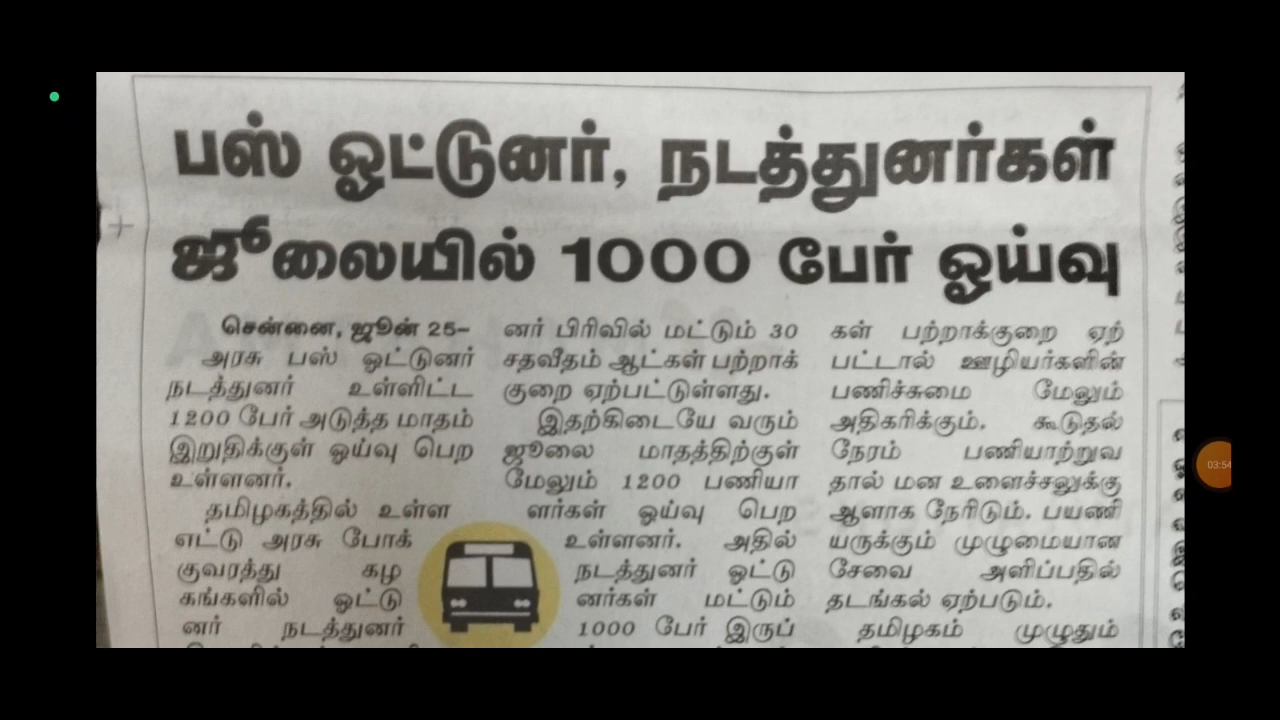 பஸ் ஓட்டுனர், நடத்துனர்கள்
ஜூலையில் 1000 பேர் ஓய்வு
சென்னை, ஜூன் 25–
அரசு பஸ் ஓட்டுனர்
நடத்துனர் உள்ளிட்ட
1200 பேர் அடுத்த மாதம்
இறுதிக்குள் ஓய்வு பெற
உள்ளனர்.
தமிழகத்தில் உள்ள
எட்டு அரசு போக்
குவரத்து கழ
கங்களில் ஓட்டு
னர் நடத்துனர்
னர் பிரிவில் மட்டும் 30
சதவீதம் ஆட்கள் பற்றாக்
குறை ஏற்பட்டுள்ளது.
இதற்கிடையே வரும்
ஜூலை மாதத்திற்குள்
மேலும் 1200 பணியா
ளர்கள் ஓய்வு பெற
உள்ளனர். அதில்
நடத்துனர் ஓட்டு
னர்கள் மட்டும்
1000 பேர் இருப்
கள் பற்றாக்குறை ஏற்
பட்டால் ஊழியர்களின்
பணிச்சுமை மேலும்
அதிகரிக்கும். கூடுதல்
நேரம் பணியாற்றுவ
தால் மன உளைச்சலுக்கு
ஆளாக நேரிடும். பயணி
யருக்கும் முழுமையான
சேவை அளிப்பதில்
தடங்கல் ஏற்படும்.
தமிழகம் முழுதும்
03:54